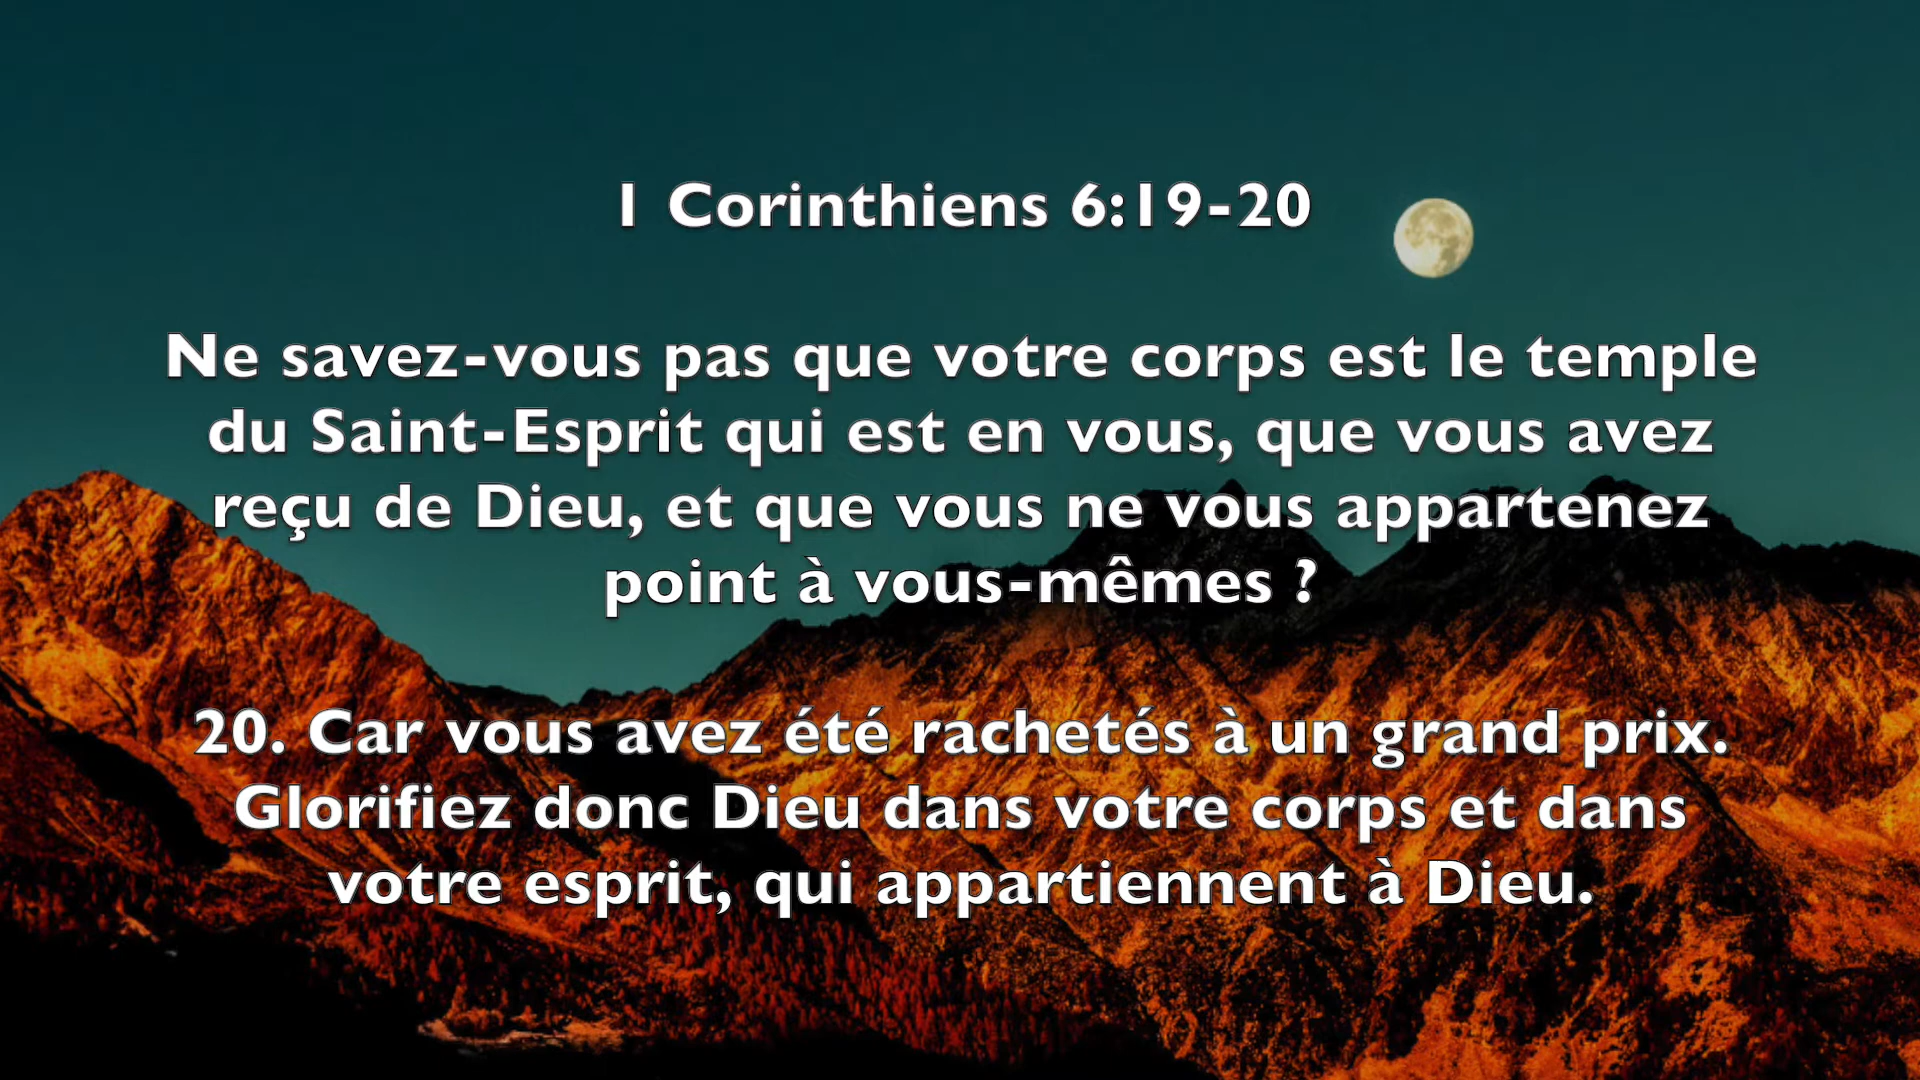 1 Corinthiens 6:19-20
Ne savez-vous pas que votre corps est le temple
du Saint-Esprit qui est en vous, que vous avez
reçu de Dieu, et que vous ne vous appartenez
point à vous-mêmes ?
20. Car vous avez été rachetés à un grand prix.
Glorifiez donc Dieu dans votre corps et dans
votre esprit, qui appartiennent à Dieu.